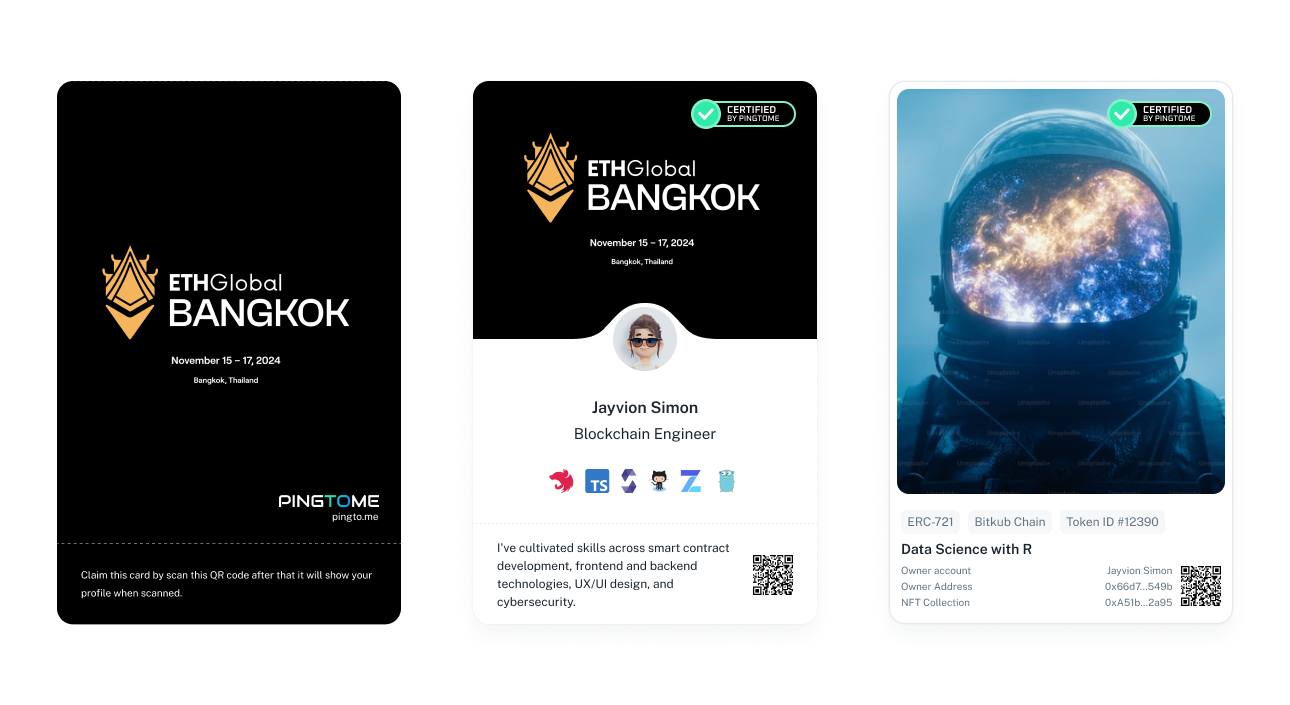 ETHGlobal
BANGKOK
November 15 – 17, 2024
Bangkok, Thailand
PINGTOME
pingto.me
Claim this card by scan this QR code after that it will show your
profile when scanned.
CERTIFIED
BY PINGTOME
ETHGlobal
BANGKOK
November 15 – 17, 2024
Bangkok, Thailand
Jayvion Simon
Blockchain Engineer
TS
I've cultivated skills across smart contract
development, frontend and backend
technologies, UX/UI design, and
cybersecurity.
CERTIFIED
BY PINGTOME
Unsplash+
ERC-721 Bitkub Chain Token ID #12390
Data Science with R
Owner account Jayvion Simon
Owner Address 0x66d7...549b
NFT Collection 0xA51b...2a95